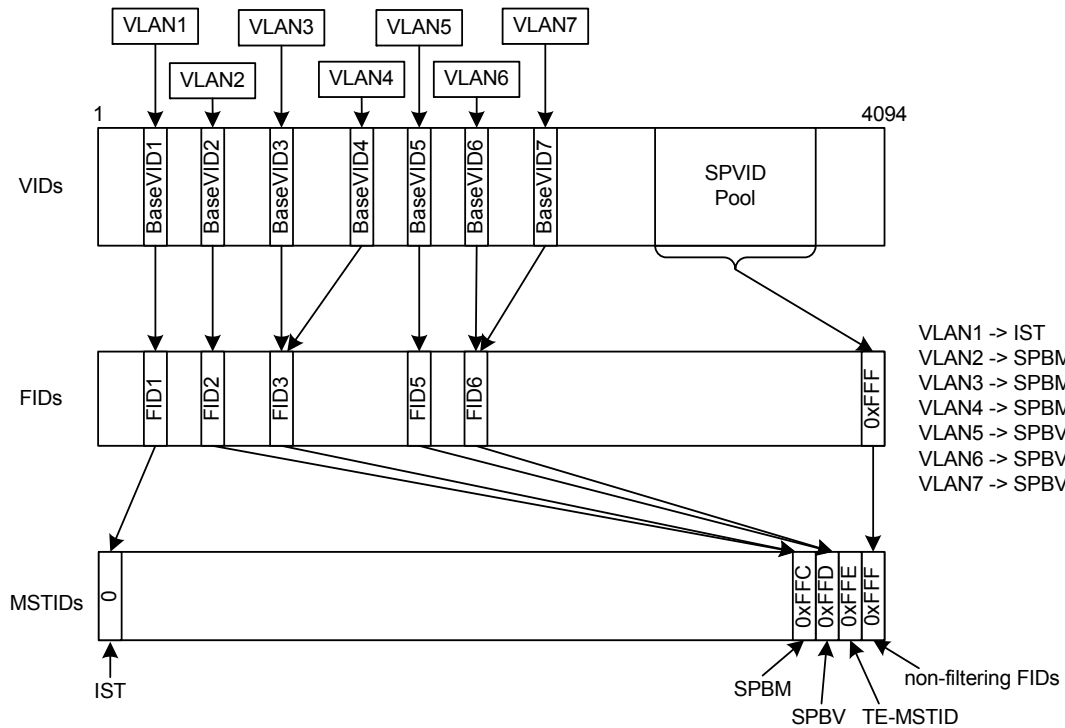 VLAN1
VLAN3
VLAN5
VLAN7
VLAN2
VLAN4
VLAN6
1
4094
VIDs
BaseVID1
BaseVID2
BaseVID3
BaseVID4
BaseVID5
BaseVID6
BaseVID7
SPVID
Pool
FIDs
FID1
FID2
FID3
FID5
FID6
0xFFF
VLAN1 -> IST
VLAN2 -> SPBM
VLAN3 -> SPBM
VLAN4 -> SPBM
VLAN5 -> SPBV
VLAN6 -> SPBV
VLAN7 -> SPBV
MSTIDs
0
0xFFC
0xFFD
0xFFE
0xFFF
IST
SPBM
SPBV
TE-MSTID
non-filtering FIDs